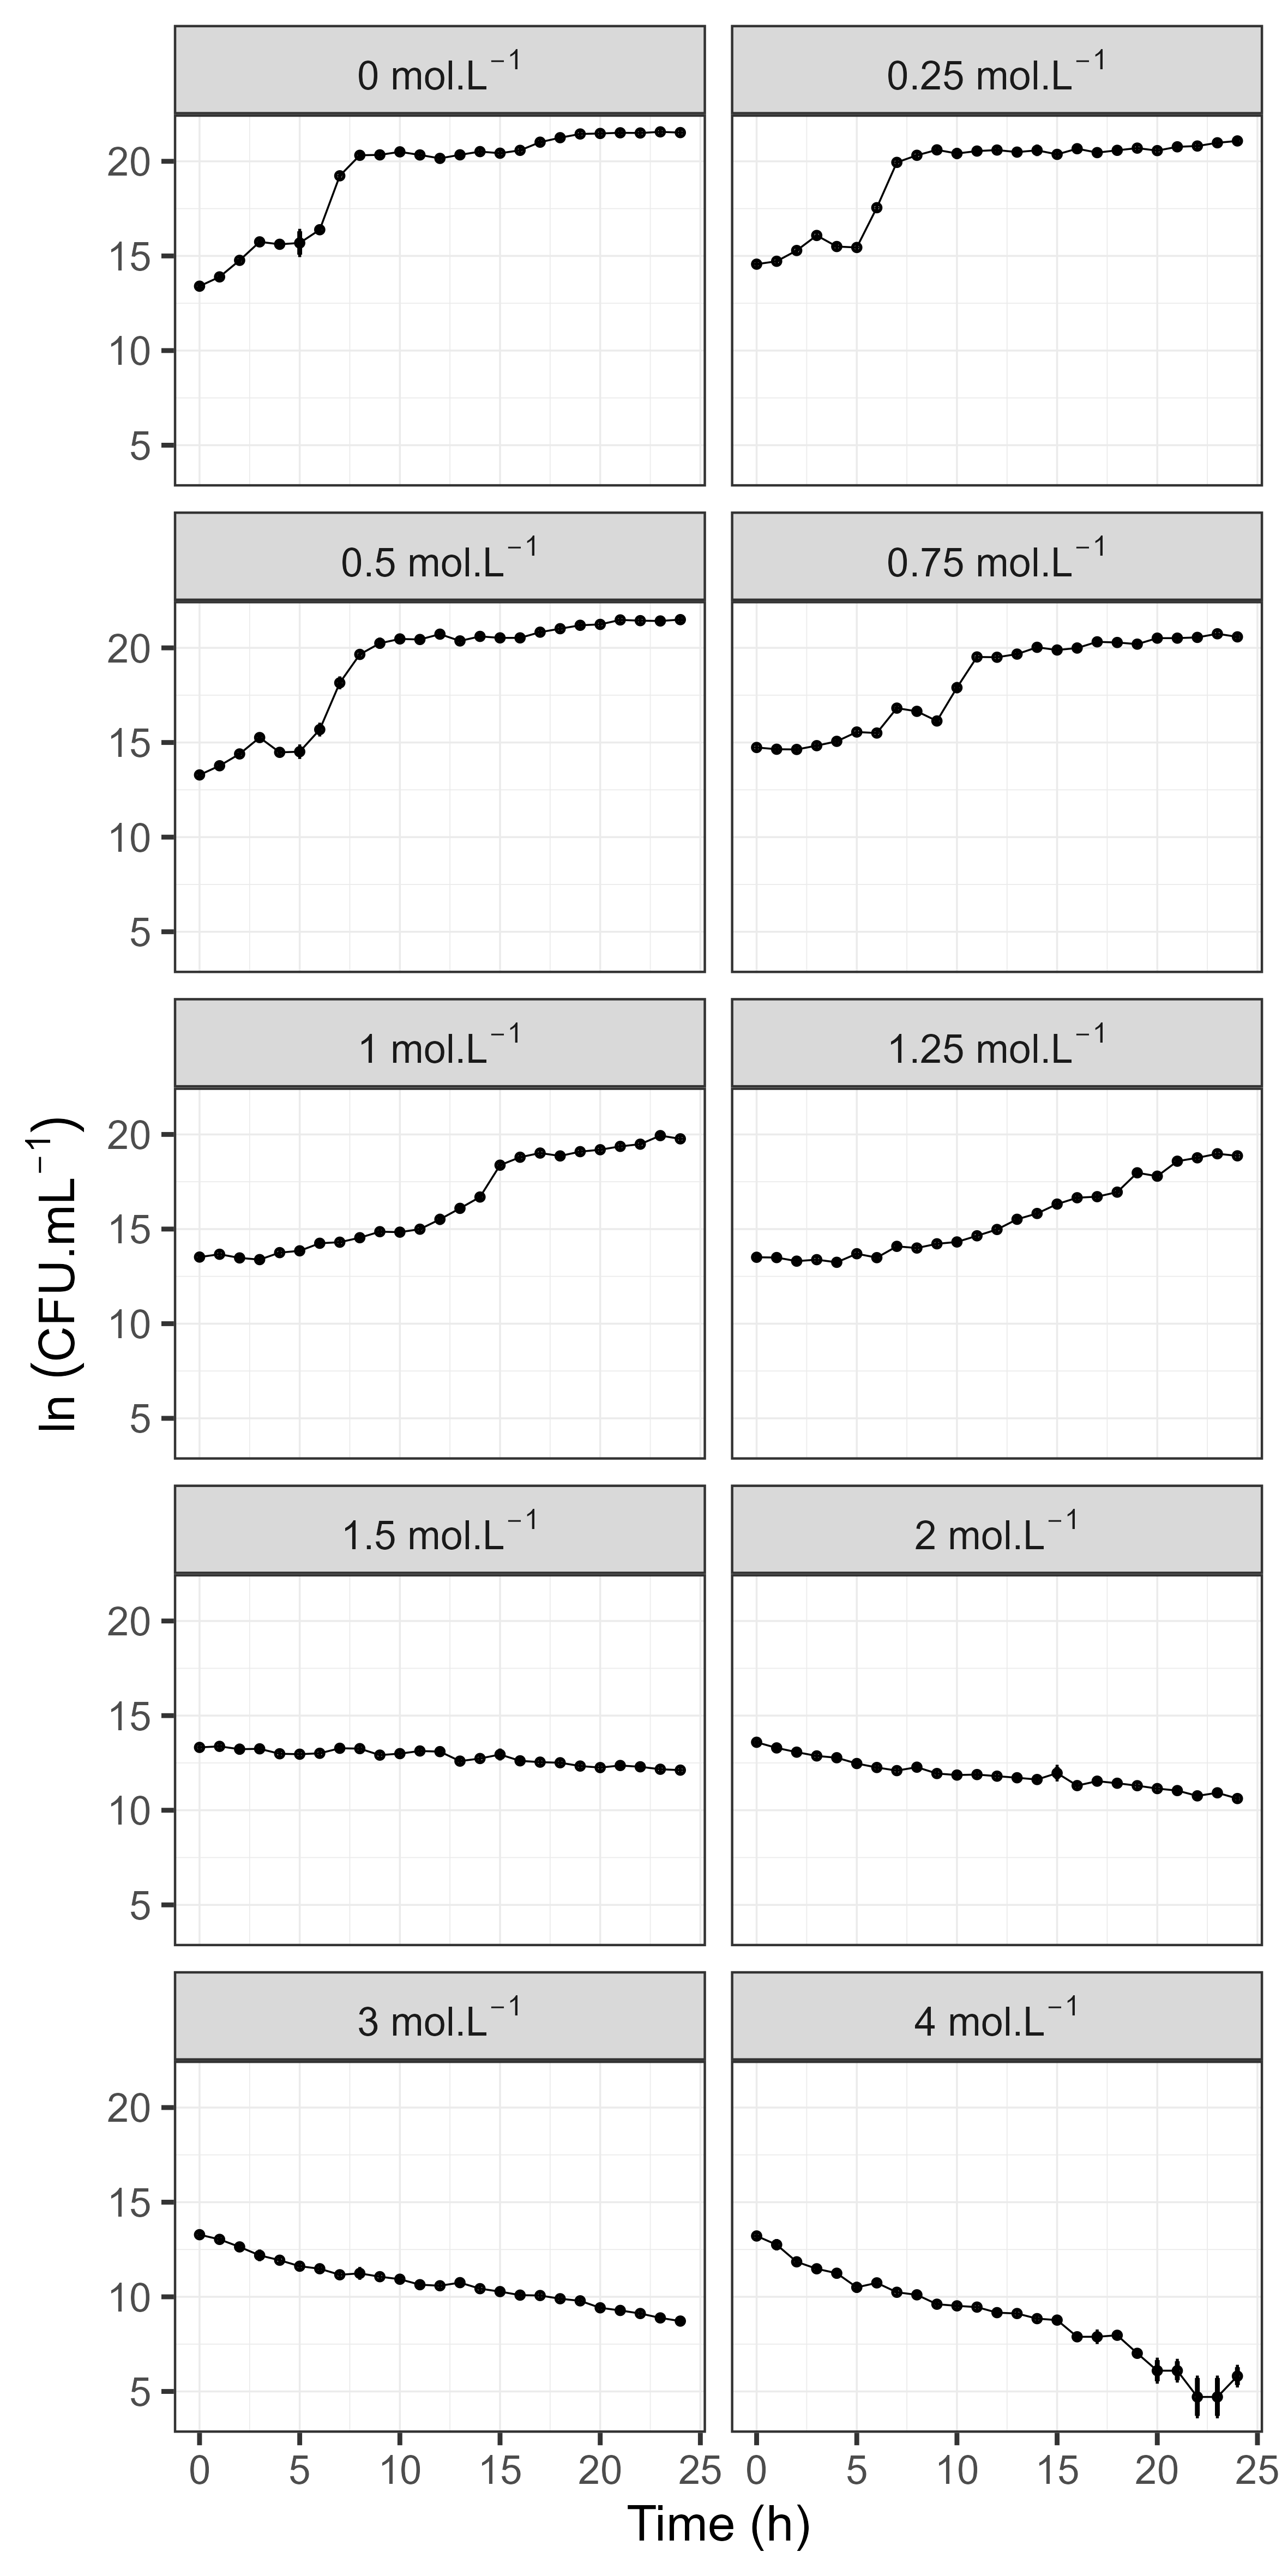 0 mol.L⁻¹
0.25 mol.L⁻¹
20
15
10
5
0.5 mol.L⁻¹
0.75 mol.L⁻¹
20
15
10
5
1 mol.L⁻¹
1.25 mol.L⁻¹
20
15
10
5
ln (CFU.mL⁻¹)
1.5 mol.L⁻¹
2 mol.L⁻¹
20
15
10
5
3 mol.L⁻¹
4 mol.L⁻¹
20
15
10
5
0 5 10 15 20 25
0 5 10 15 20 25
Time (h)